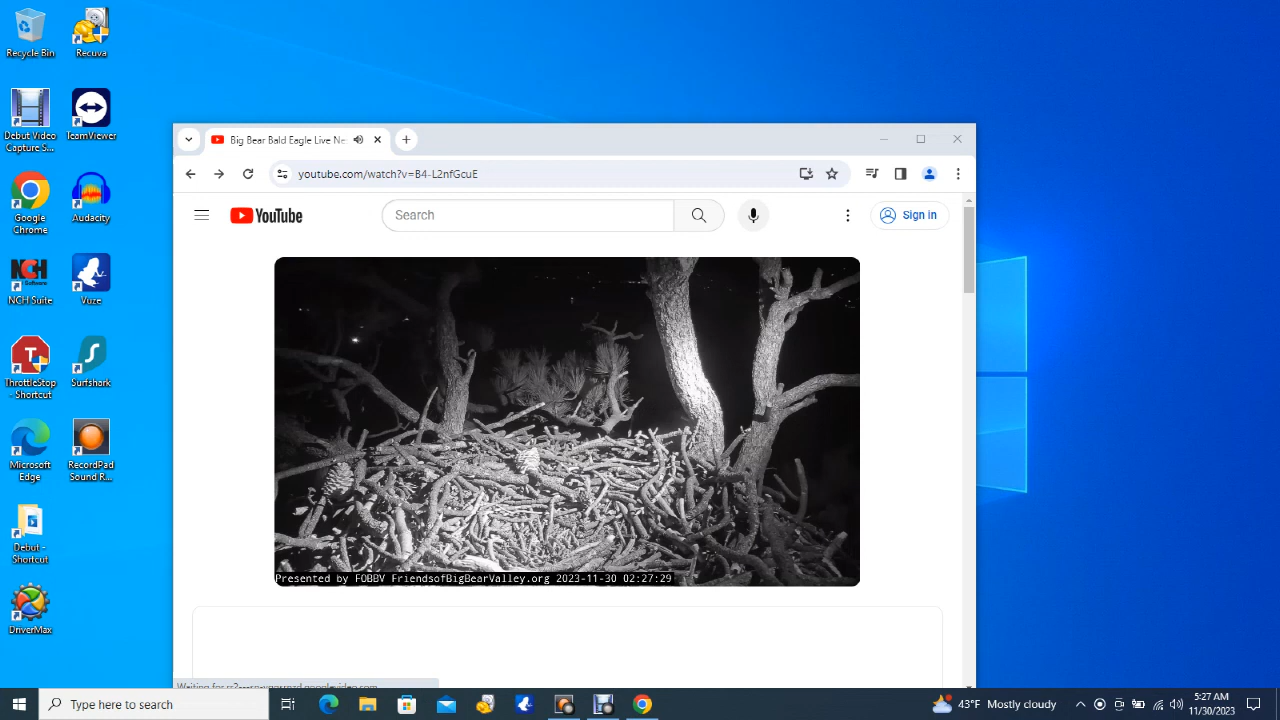 Recycle Bin
Recuva
Debut Video
Capture S...
TeamViewer
Google
Chrome
Audacity
NCH
Software
NCH Suite
Vuze
ThrottleStop
- Shortcut
Surfshark
Microsoft
Edge
RecordPad
Sound R...
Debut -
Shortcut
DriverMax
Big Bear Bald Eagle Live Ne
youtube.com/watch?v=B4-L2nfGcuE
YouTube
Search
Sign in
Presented by FOBBV FriendsofBigBearValley.org 2023-11-30 02:27:29
Type here to search
43°F Mostly cloudy
5:27 AM
11/30/2023